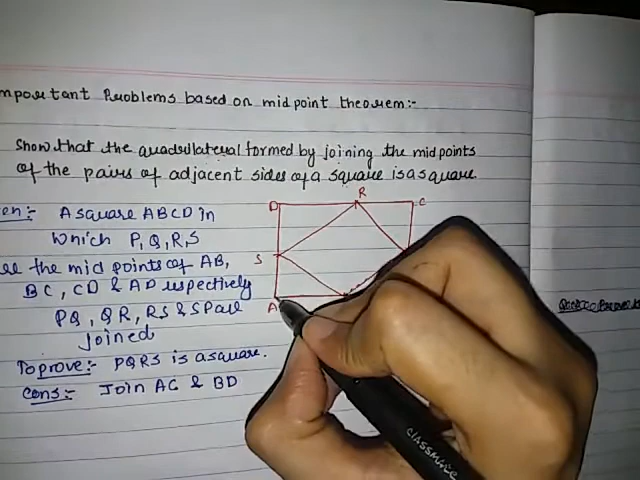 mportant Problems based on midpoint theorem:-
Show that the quadrilateral formed by joining the midpoints
of the pairs of adjacent sides of a square is a square.
en:- A square ABCD in
which P, Q, R, S
re the mid points of AB,
BC, CD & AD respectively
PQ, QR, RS & SP are
joined
To prove:- PQRS is a square.
Cons:- Join AC & BD
D R C
S
A
CLASSMATE